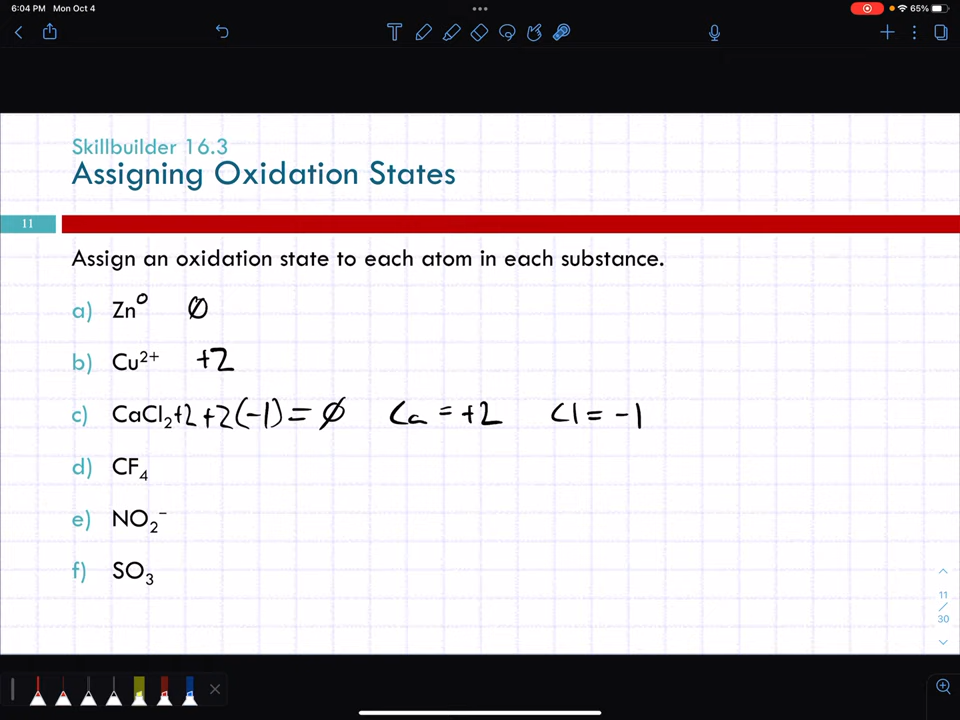 6:04 PM Mon Oct 4
65%
Skillbuilder 16.3
Assigning Oxidation States
11
Assign an oxidation state to each atom in each substance.
a) Zn⁰ 0
b) Cu²⁺ +2
c) CaCl₂ +2 +2(-1) = 0 Ca = +2 Cl = -1
d) CF₄
e) NO₂⁻
f) SO₃
11
/
30